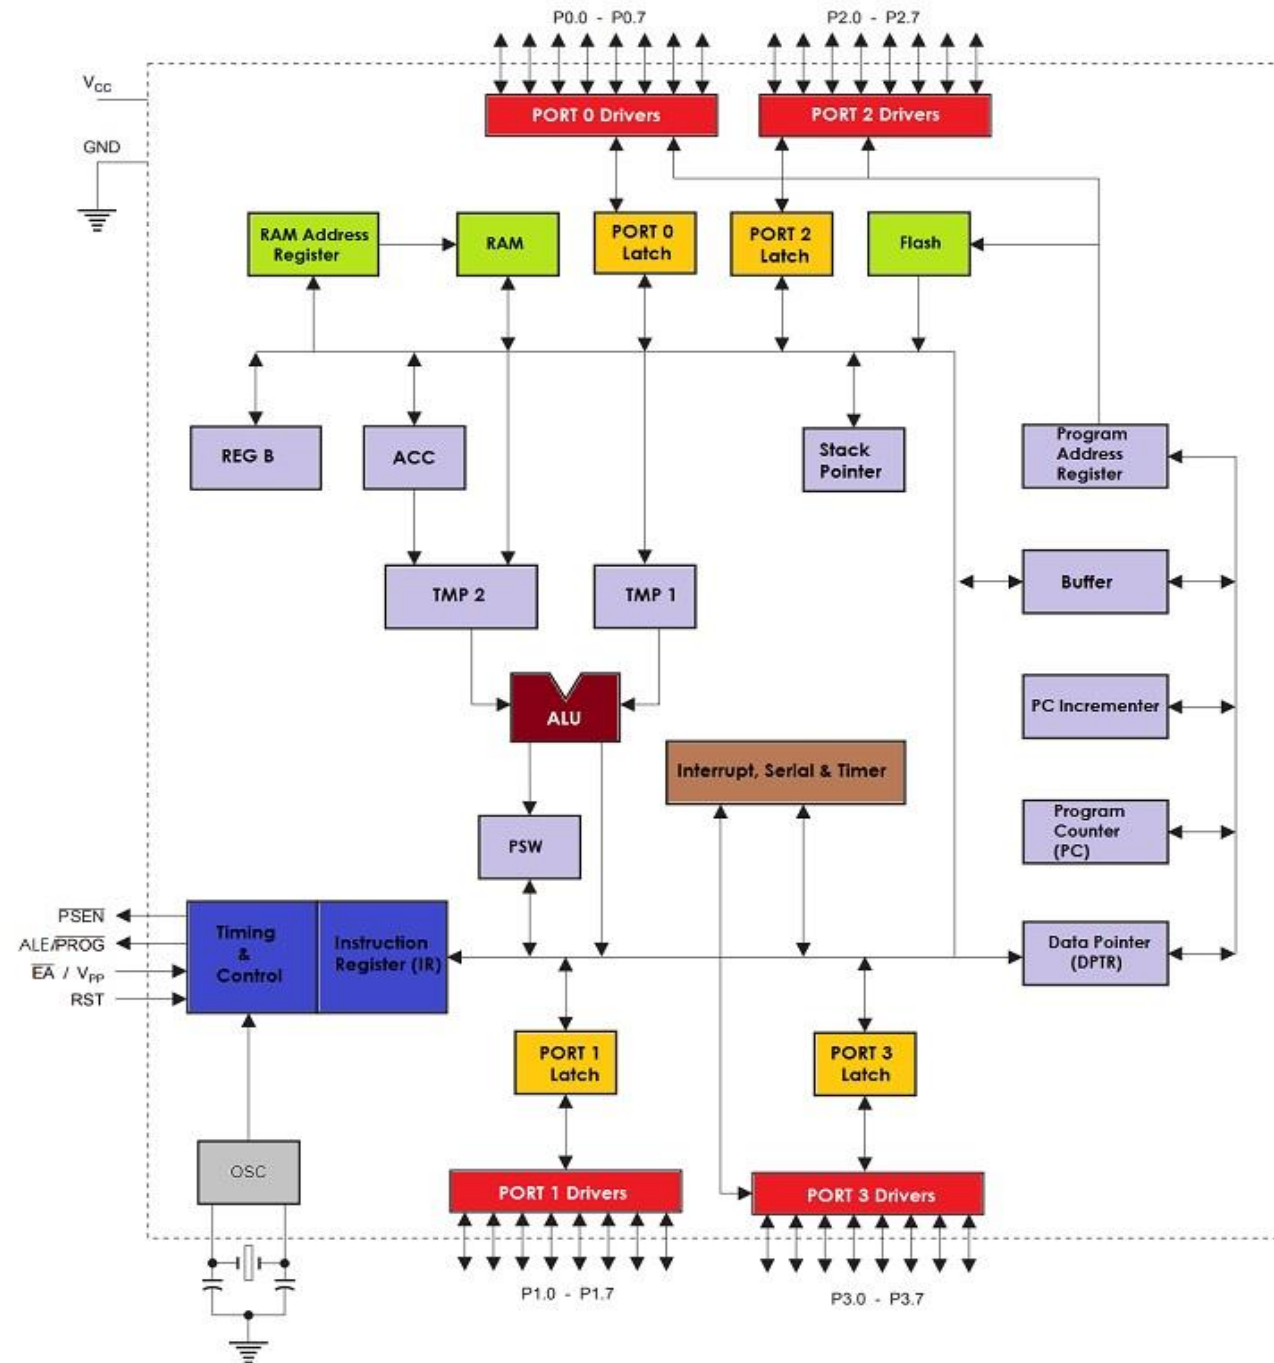 P0.0 - P0.7
P2.0 - P2.7
VCC
PORT 0 Drivers
PORT 2 Drivers
GND
RAM Address
Register
RAM
PORT 0
Latch
PORT 2
Latch
Flash
REG B
ACC
Stack
Pointer
Program
Address
Register
TMP 2
TMP 1
Buffer
ALU
PC Incrementer
Interrupt, Serial & Timer
Program
Counter
(PC)
PSW
PSEN
ALE/PROG
EA / VPP
RST
Timing
&
Control
Instruction
Register (IR)
Data Pointer
(DPTR)
PORT 1
Latch
PORT 3
Latch
OSC
PORT 1 Drivers
PORT 3 Drivers
P1.0 - P1.7
P3.0 - P3.7